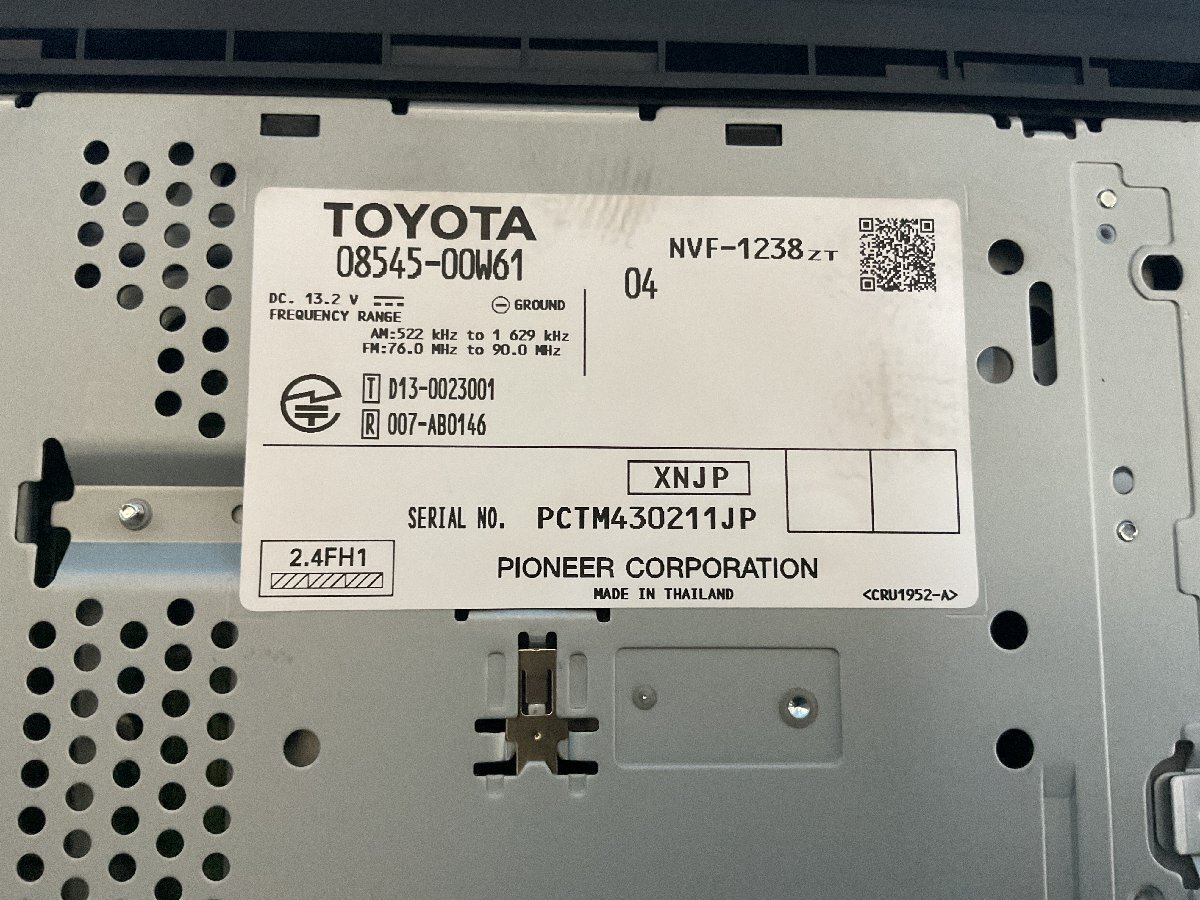 TOYOTA
08545-00W61
NVF-1238ZT
04
DC. 13.2 V
GROUND
FREQUENCY RANGE
AM:522 kHz to 1 629 kHz
FM:76.0 MHz to 90.0 MHz
T D13-0023001
R 007-AB0146
XNJP
SERIAL NO. PCTM430211JP
2.4FH1
PIONEER CORPORATION
MADE IN THAILAND
<CRU1952-A>